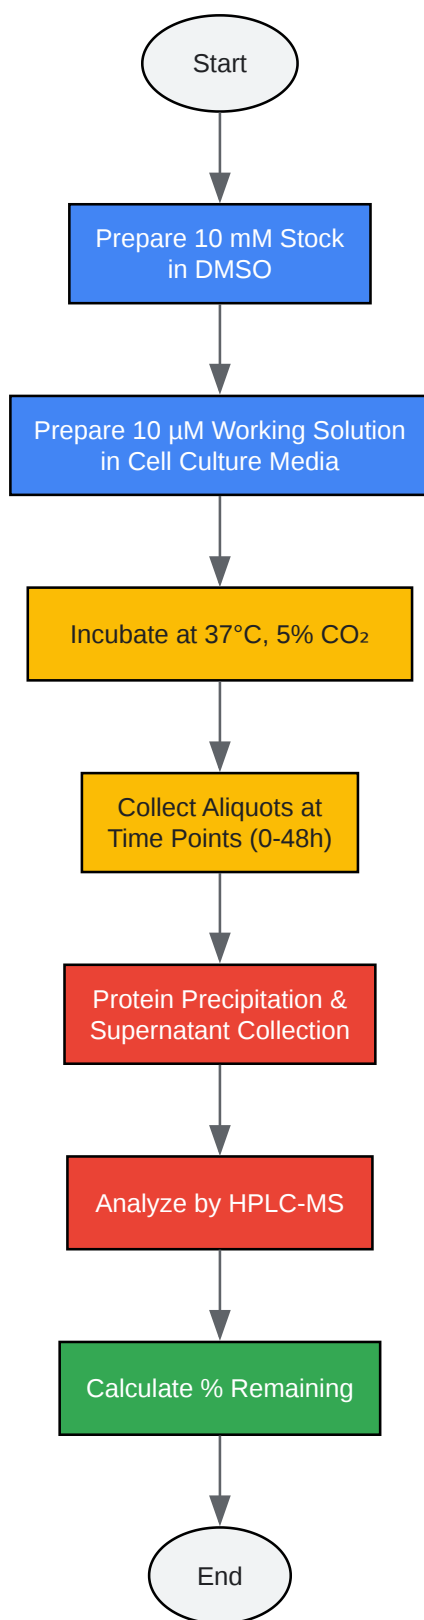 Start
Prepare 10 mM Stock
in DMSO
Prepare 10 µM Working Solution
in Cell Culture Media
Incubate at 37°C, 5% CO₂
Collect Aliquots at
Time Points (0-48h)
Protein Precipitation &
Supernatant Collection
Analyze by HPLC-MS
Calculate % Remaining
End